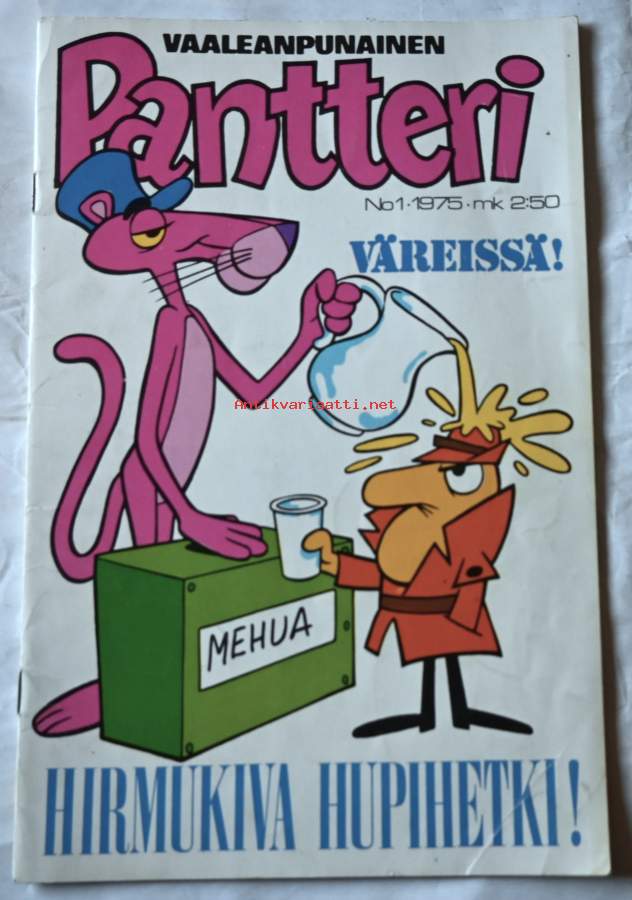 VAALEANPUNAINEN
Pantteri
No 1 · 1975 · mk 2:50
VÄREISSÄ!
Antikvariaatti.net
MEHUA
HIRMUKIVA HUPIHETKI!